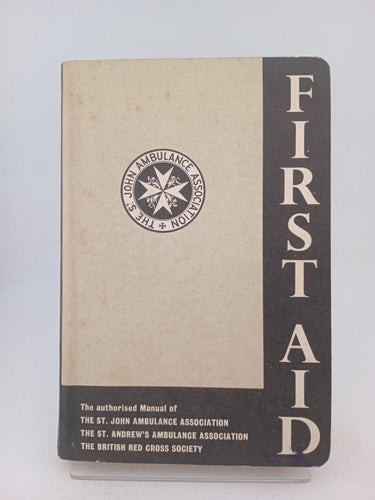 FIRST AID
THE ST. JOHN AMBULANCE ASSOCIATION
The authorised Manual of
THE ST. JOHN AMBULANCE ASSOCIATION
THE ST. ANDREW'S AMBULANCE ASSOCIATION
THE BRITISH RED CROSS SOCIETY